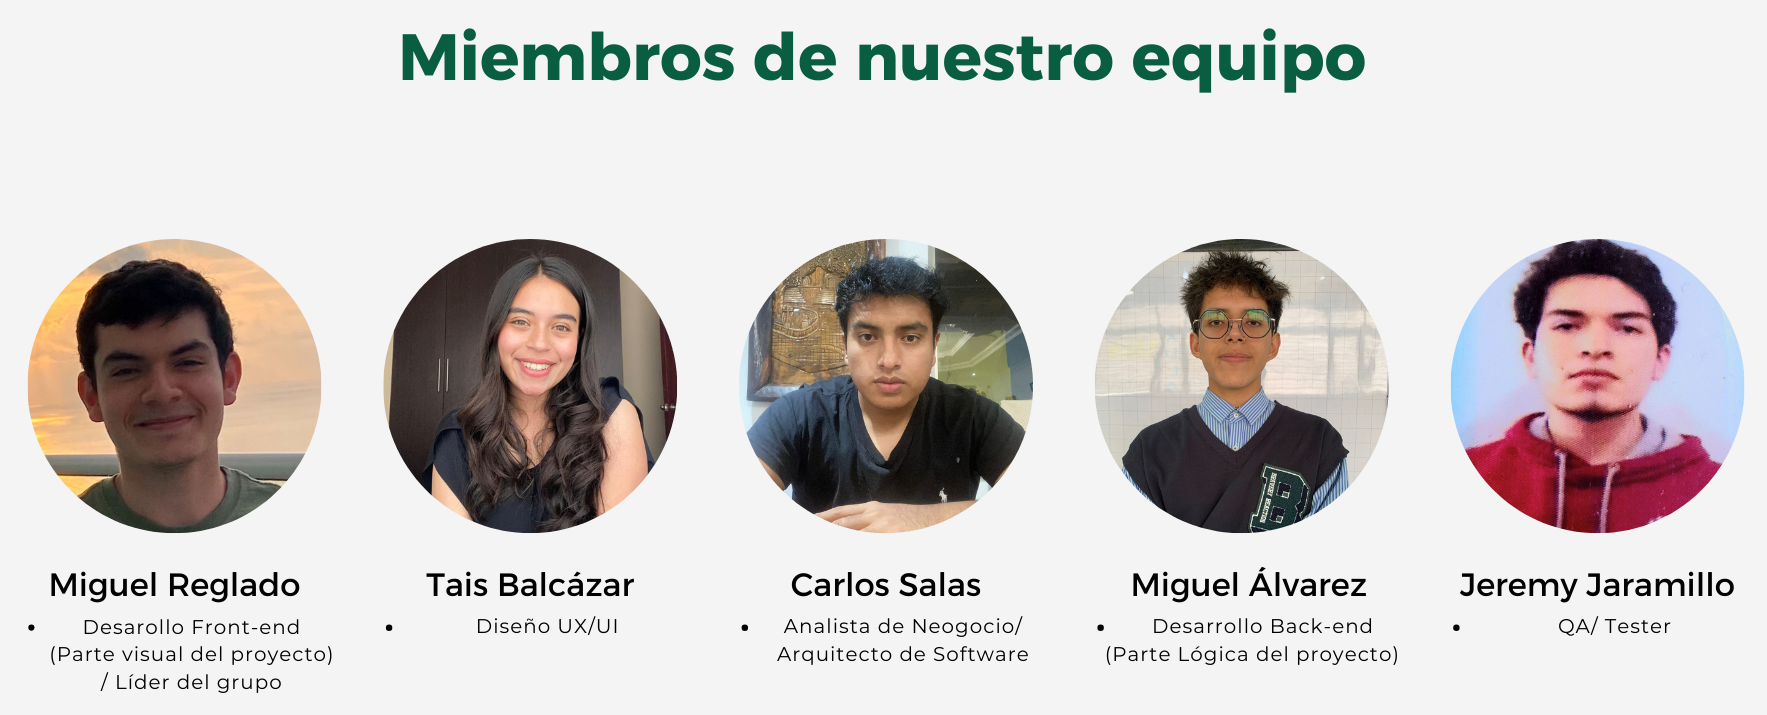 Miembros de nuestro equipo
Miguel Reglado
• Desarollo Front-end
(Parte visual del proyecto)
/ Líder del grupo
Tais Balcázar
• Diseño UX/UI
Carlos Salas
• Analista de Neogocio/
Arquitecto de Software
Miguel Álvarez
• Desarrollo Back-end
(Parte Lógica del proyecto)
Jeremy Jaramillo
• QA/ Tester
B